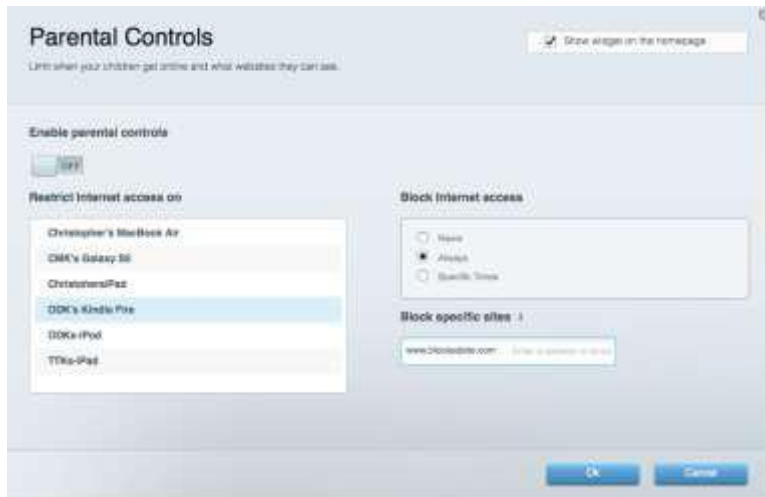 Parental Controls
Show widget on the homepage
Limit when your children get online and what websites they can see.
Enable parental controls
OFF
Restrict Internet access on
Block Internet access
Christopher's MacBook Air
CMK's Galaxy S5
ChristophersiPad
DDK's Kindle Fire
DDKs-iPod
TTKs-iPad
None
Always
Specific Times
Block specific sites
Ok
Cancel